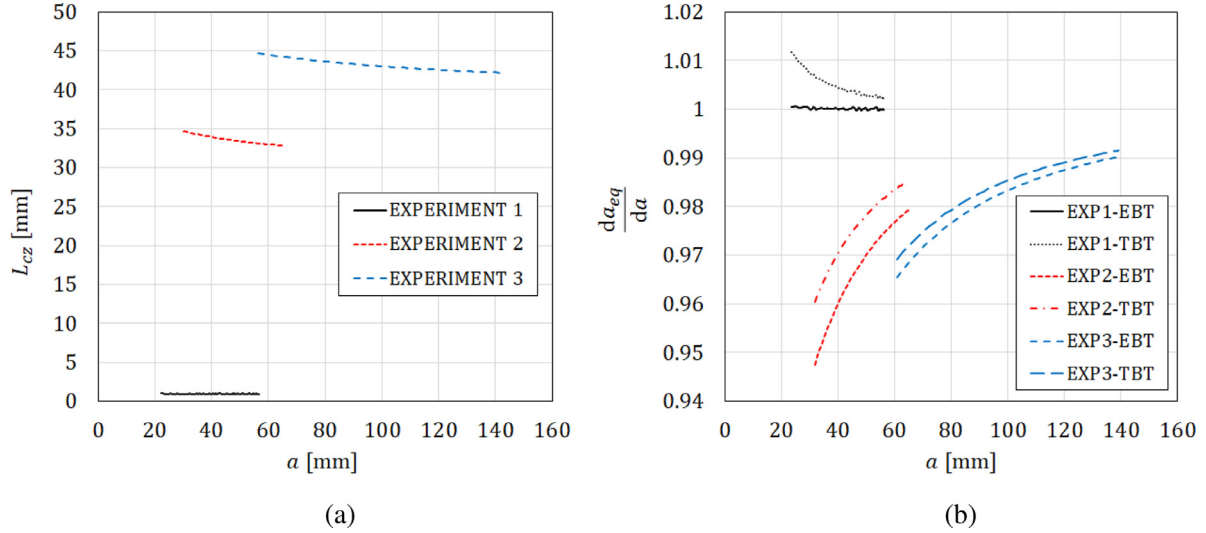 50
45
40
35
30
25
20
15
10
5
0
L_cz [mm]
EXPERIMENT 1
EXPERIMENT 2
EXPERIMENT 3
0 20 40 60 80 100 120 140 160
a [mm]
(a)
1.02
1.01
1
0.99
0.98
0.97
0.96
0.95
0.94
da_eq
da
EXP1-EBT
EXP1-TBT
EXP2-EBT
EXP2-TBT
EXP3-EBT
EXP3-TBT
0 20 40 60 80 100 120 140 160
a [mm]
(b)